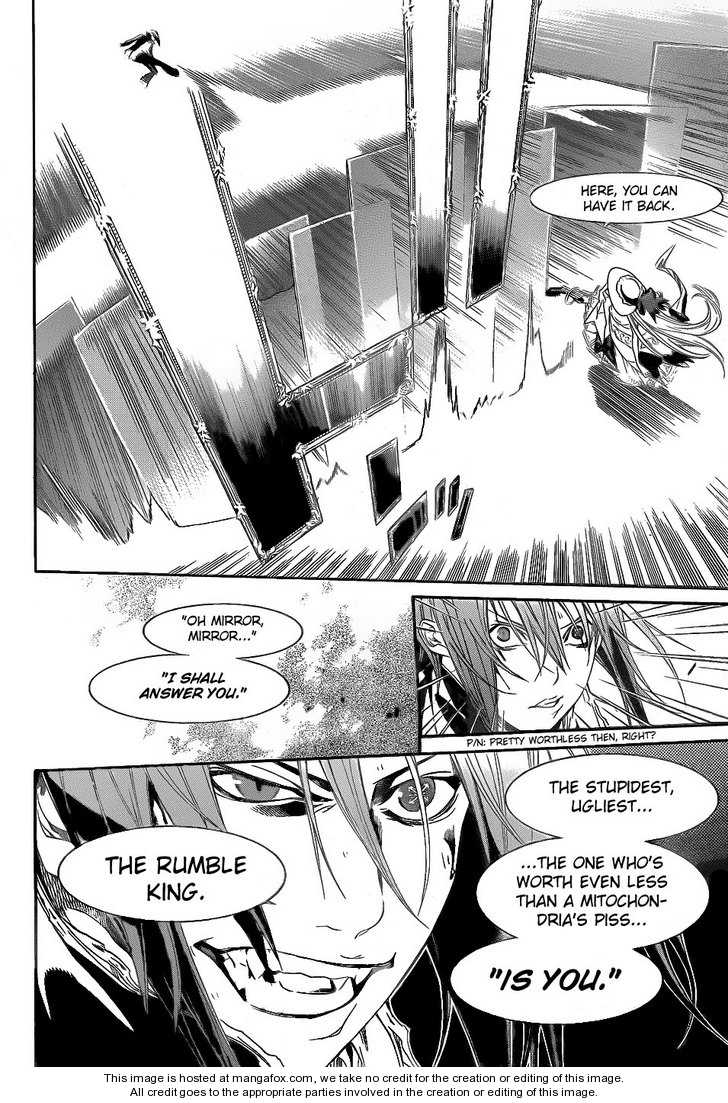 HERE, YOU CAN
HAVE IT BACK.
"OH MIRROR,
MIRROR..."
"I SHALL
ANSWER YOU."
P/N: PRETTY WORTHLESS THEN, RIGHT?
THE STUPIDEST,
UGLIEST...
...THE ONE WHO'S
WORTH EVEN LESS
THAN A MITOCHON-
DRIA'S PISS...
"IS YOU."
THE RUMBLE
KING.
This image is hosted at mangafox.com, we take no credit for the creation or editing of this image.
All credit goes to the appropriate parties involved in the creation or editing of this image.